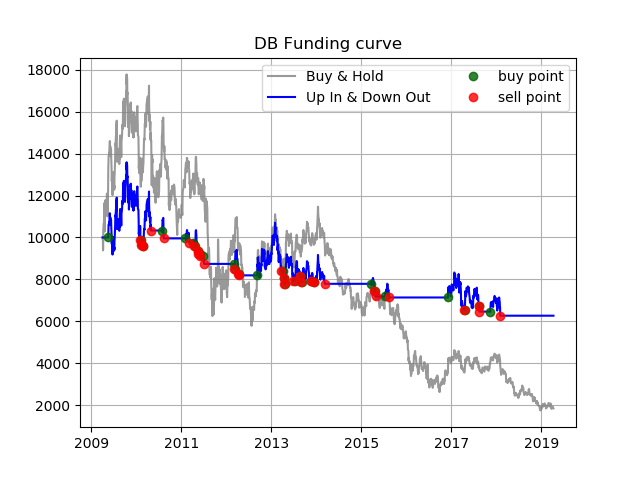 DB Funding curve
Buy & Hold
Up In & Down Out
buy point
sell point
18000
16000
14000
12000
10000
8000
6000
4000
2000
2009 2011 2013 2015 2017 2019